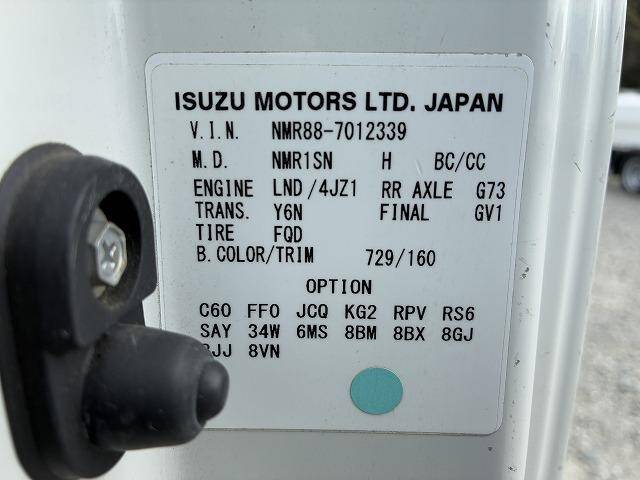 ISUZU MOTORS LTD. JAPAN
V.I.N. NMR88-7012339
M.D. NMR1SN H BC/CC
ENGINE LND/4JZ1 RR AXLE G73
TRANS. Y6N FINAL GV1
TIRE FQD
B.COLOR/TRIM 729/160
OPTION
C60 FF0 JCQ KG2 RPV RS6
SAY 34W 6MS 8BM 8BX 8GJ
8VN